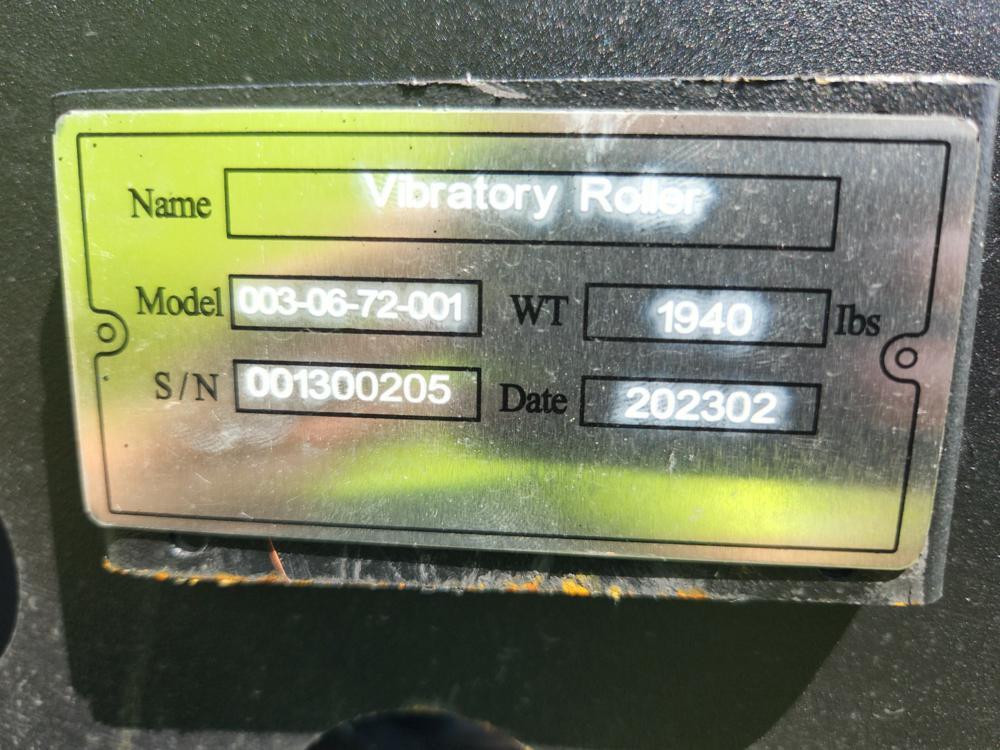 Name Vibratory Roller
Model 003-06-72-001 WT 1940 lbs
S/N 001300205 Date 202302